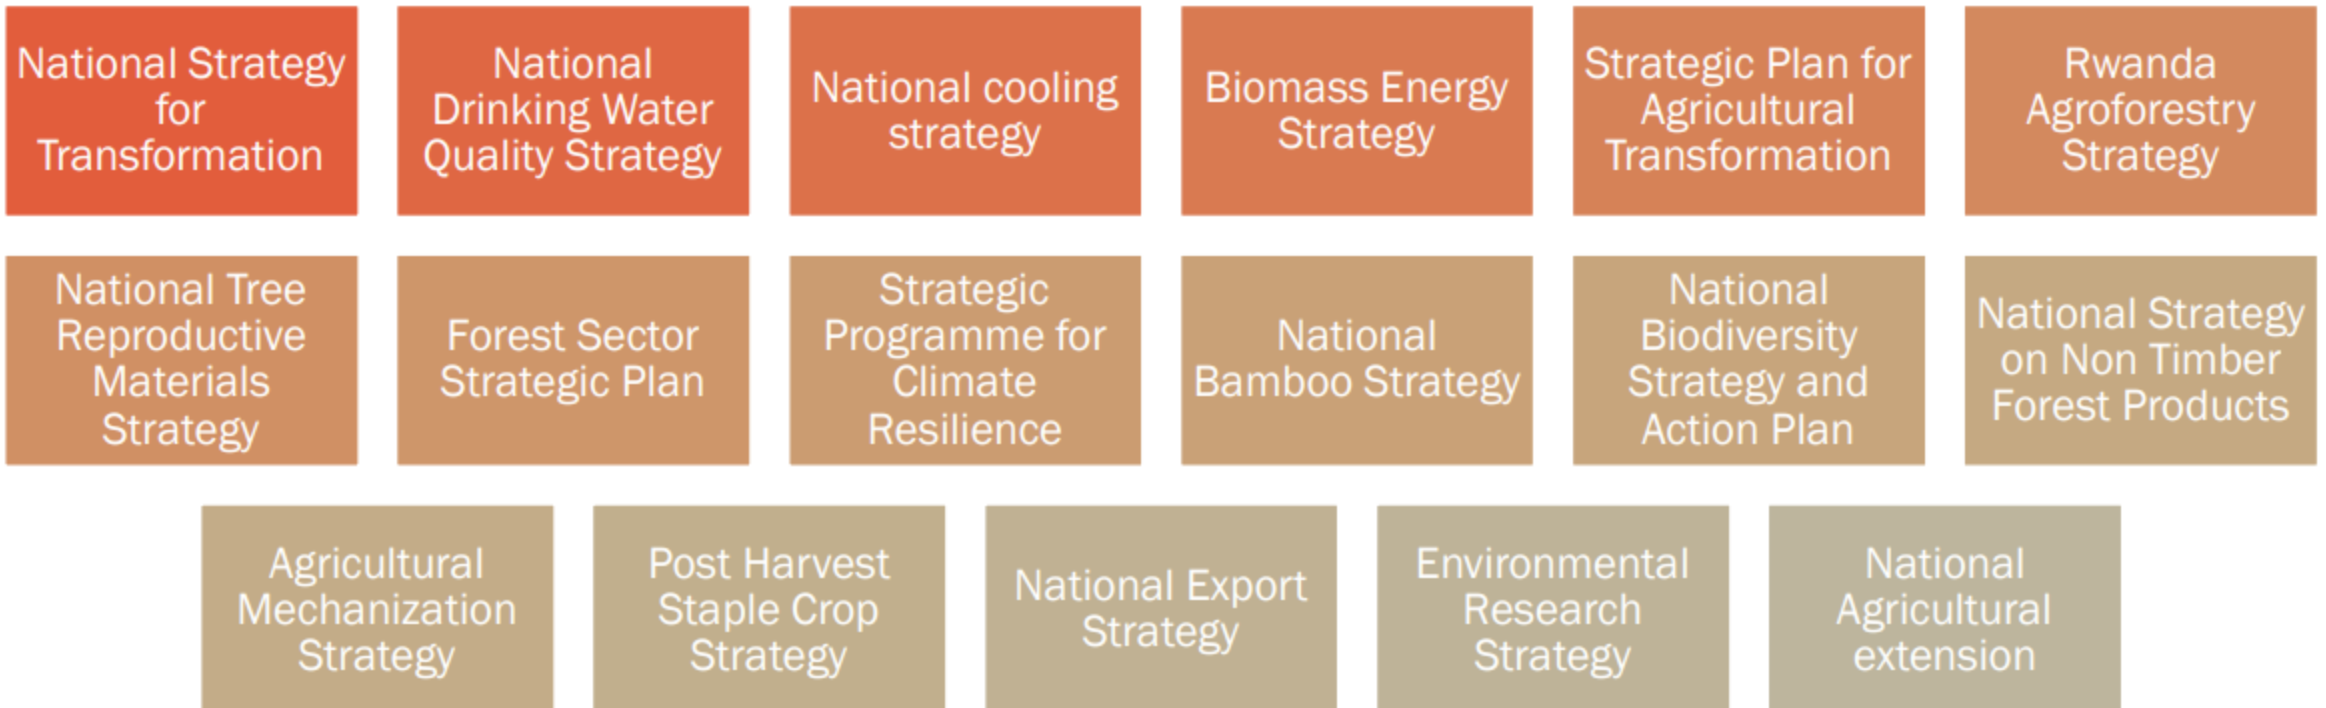 National Strategy
for
Transformation
National
Drinking Water
Quality Strategy
National cooling
strategy
Biomass Energy
Strategy
Strategic Plan for
Agricultural
Transformation
Rwanda
Agroforestry
Strategy
National Tree
Reproductive
Materials
Strategy
Forest Sector
Strategic Plan
Strategic
Programme for
Climate
Resilience
National
Bamboo Strategy
National
Biodiversity
Strategy and
Action Plan
National Strategy
on Non Timber
Forest Products
Agricultural
Mechanization
Strategy
Post Harvest
Staple Crop
Strategy
National Export
Strategy
Environmental
Research
Strategy
National
Agricultural
extension